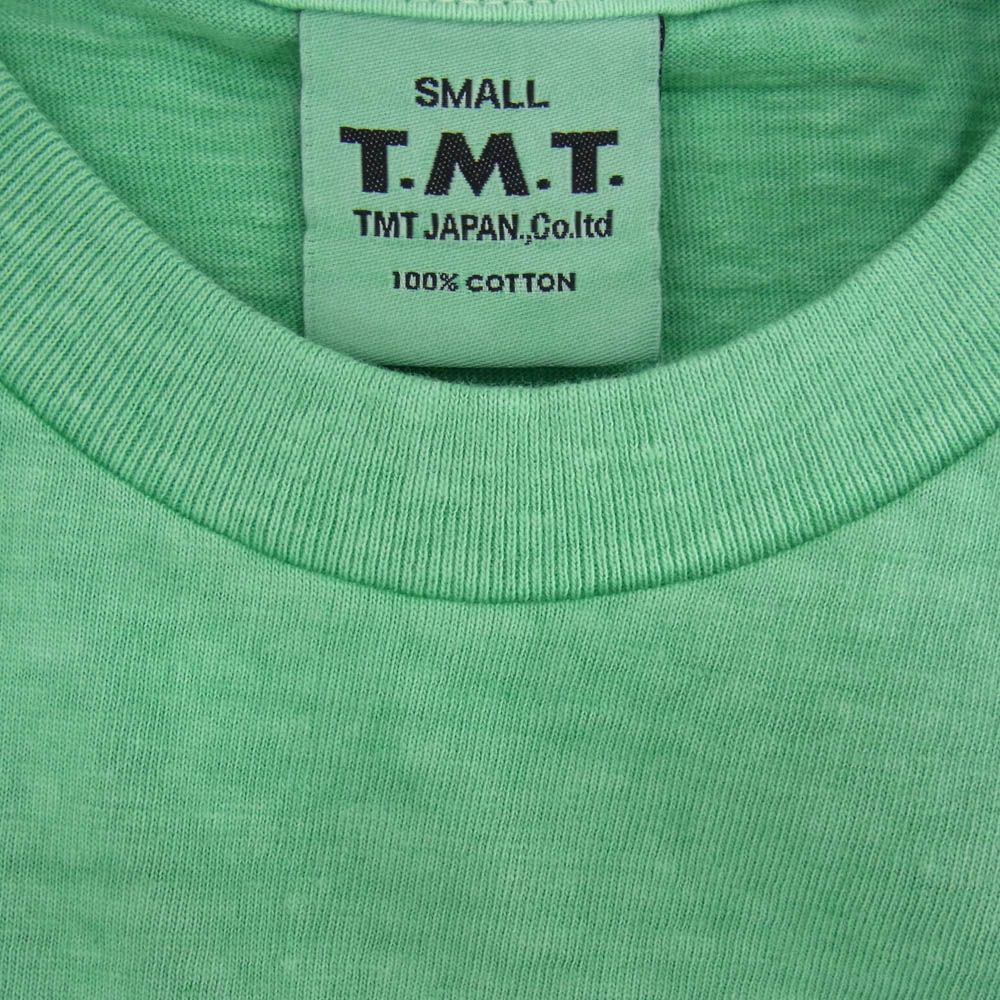 SMALL
T.M.T.
TMT JAPAN.,Co.ltd
100% COTTON